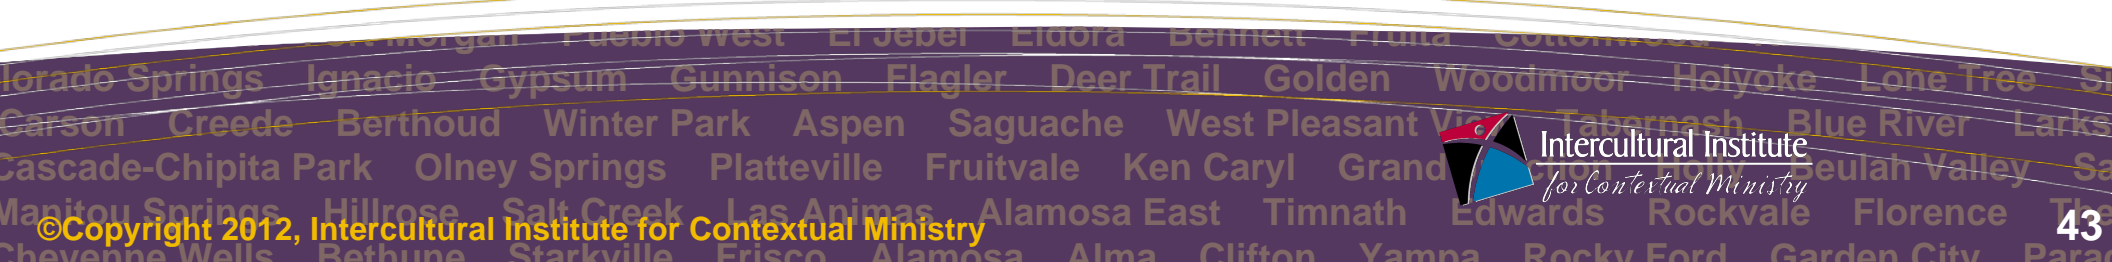 Fort Morgan Pueblo West El Jebel Eldora Bennett Fruita Cottonwood
lorado Springs Ignacio Gypsum Gunnison Flagler Deer Trail Golden Woodmoor Holyoke Lone Tree
Carson Creede Berthoud Winter Park Aspen Saguache West Pleasant View Tabernash Blue River Larks
Cascade-Chipita Park Olney Springs Platteville Fruitvale Ken Caryl Grand Beulah Valley Sa
Manitou Springs Hillrose Salt Creek Las Animas Alamosa East Timnath Edwards Rockvale Florence The
Cheyenne Wells Bethune Starkville Frisco Alamosa Alma Clifton Yampa Rocky Ford Garden City Parac
Intercultural Institute
for Contextual Ministry
©Copyright 2012, Intercultural Institute for Contextual Ministry
43